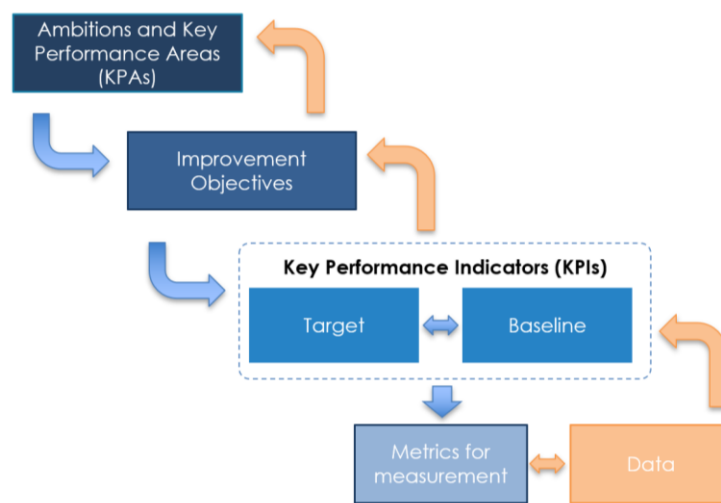 Ambitions and Key
Performance Areas
(KPAs)
Improvement
Objectives
Key Performance Indicators (KPIs)
Target
Baseline
Metrics for
measurement
Data